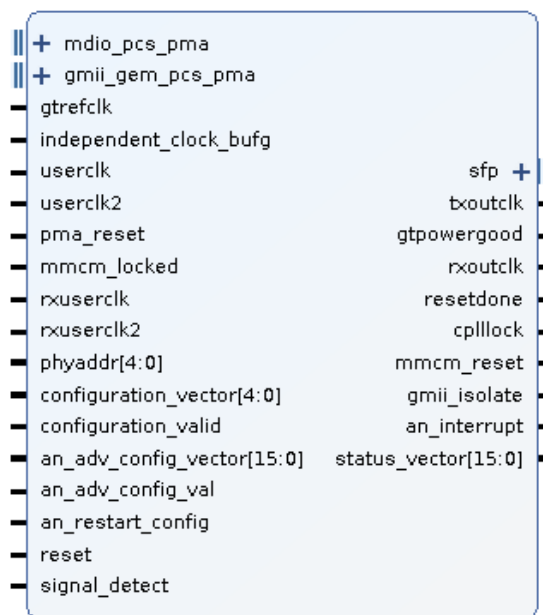 mdio_pcs_pma
gmii_gem_pcs_pma
gtrefclk
independent_clock_bufg
userclk
userclk2
pma_reset
mmcm_locked
rxuserclk
rxuserclk2
phyaddr[4:0]
configuration_vector[4:0]
configuration_valid
an_adv_config_vector[15:0]
an_adv_config_val
an_restart_config
reset
signal_detect
sfp
txoutclk
gtpowergood
rxoutclk
resetdone
cplllock
mmcm_reset
gmii_isolate
an_interrupt
status_vector[15:0]